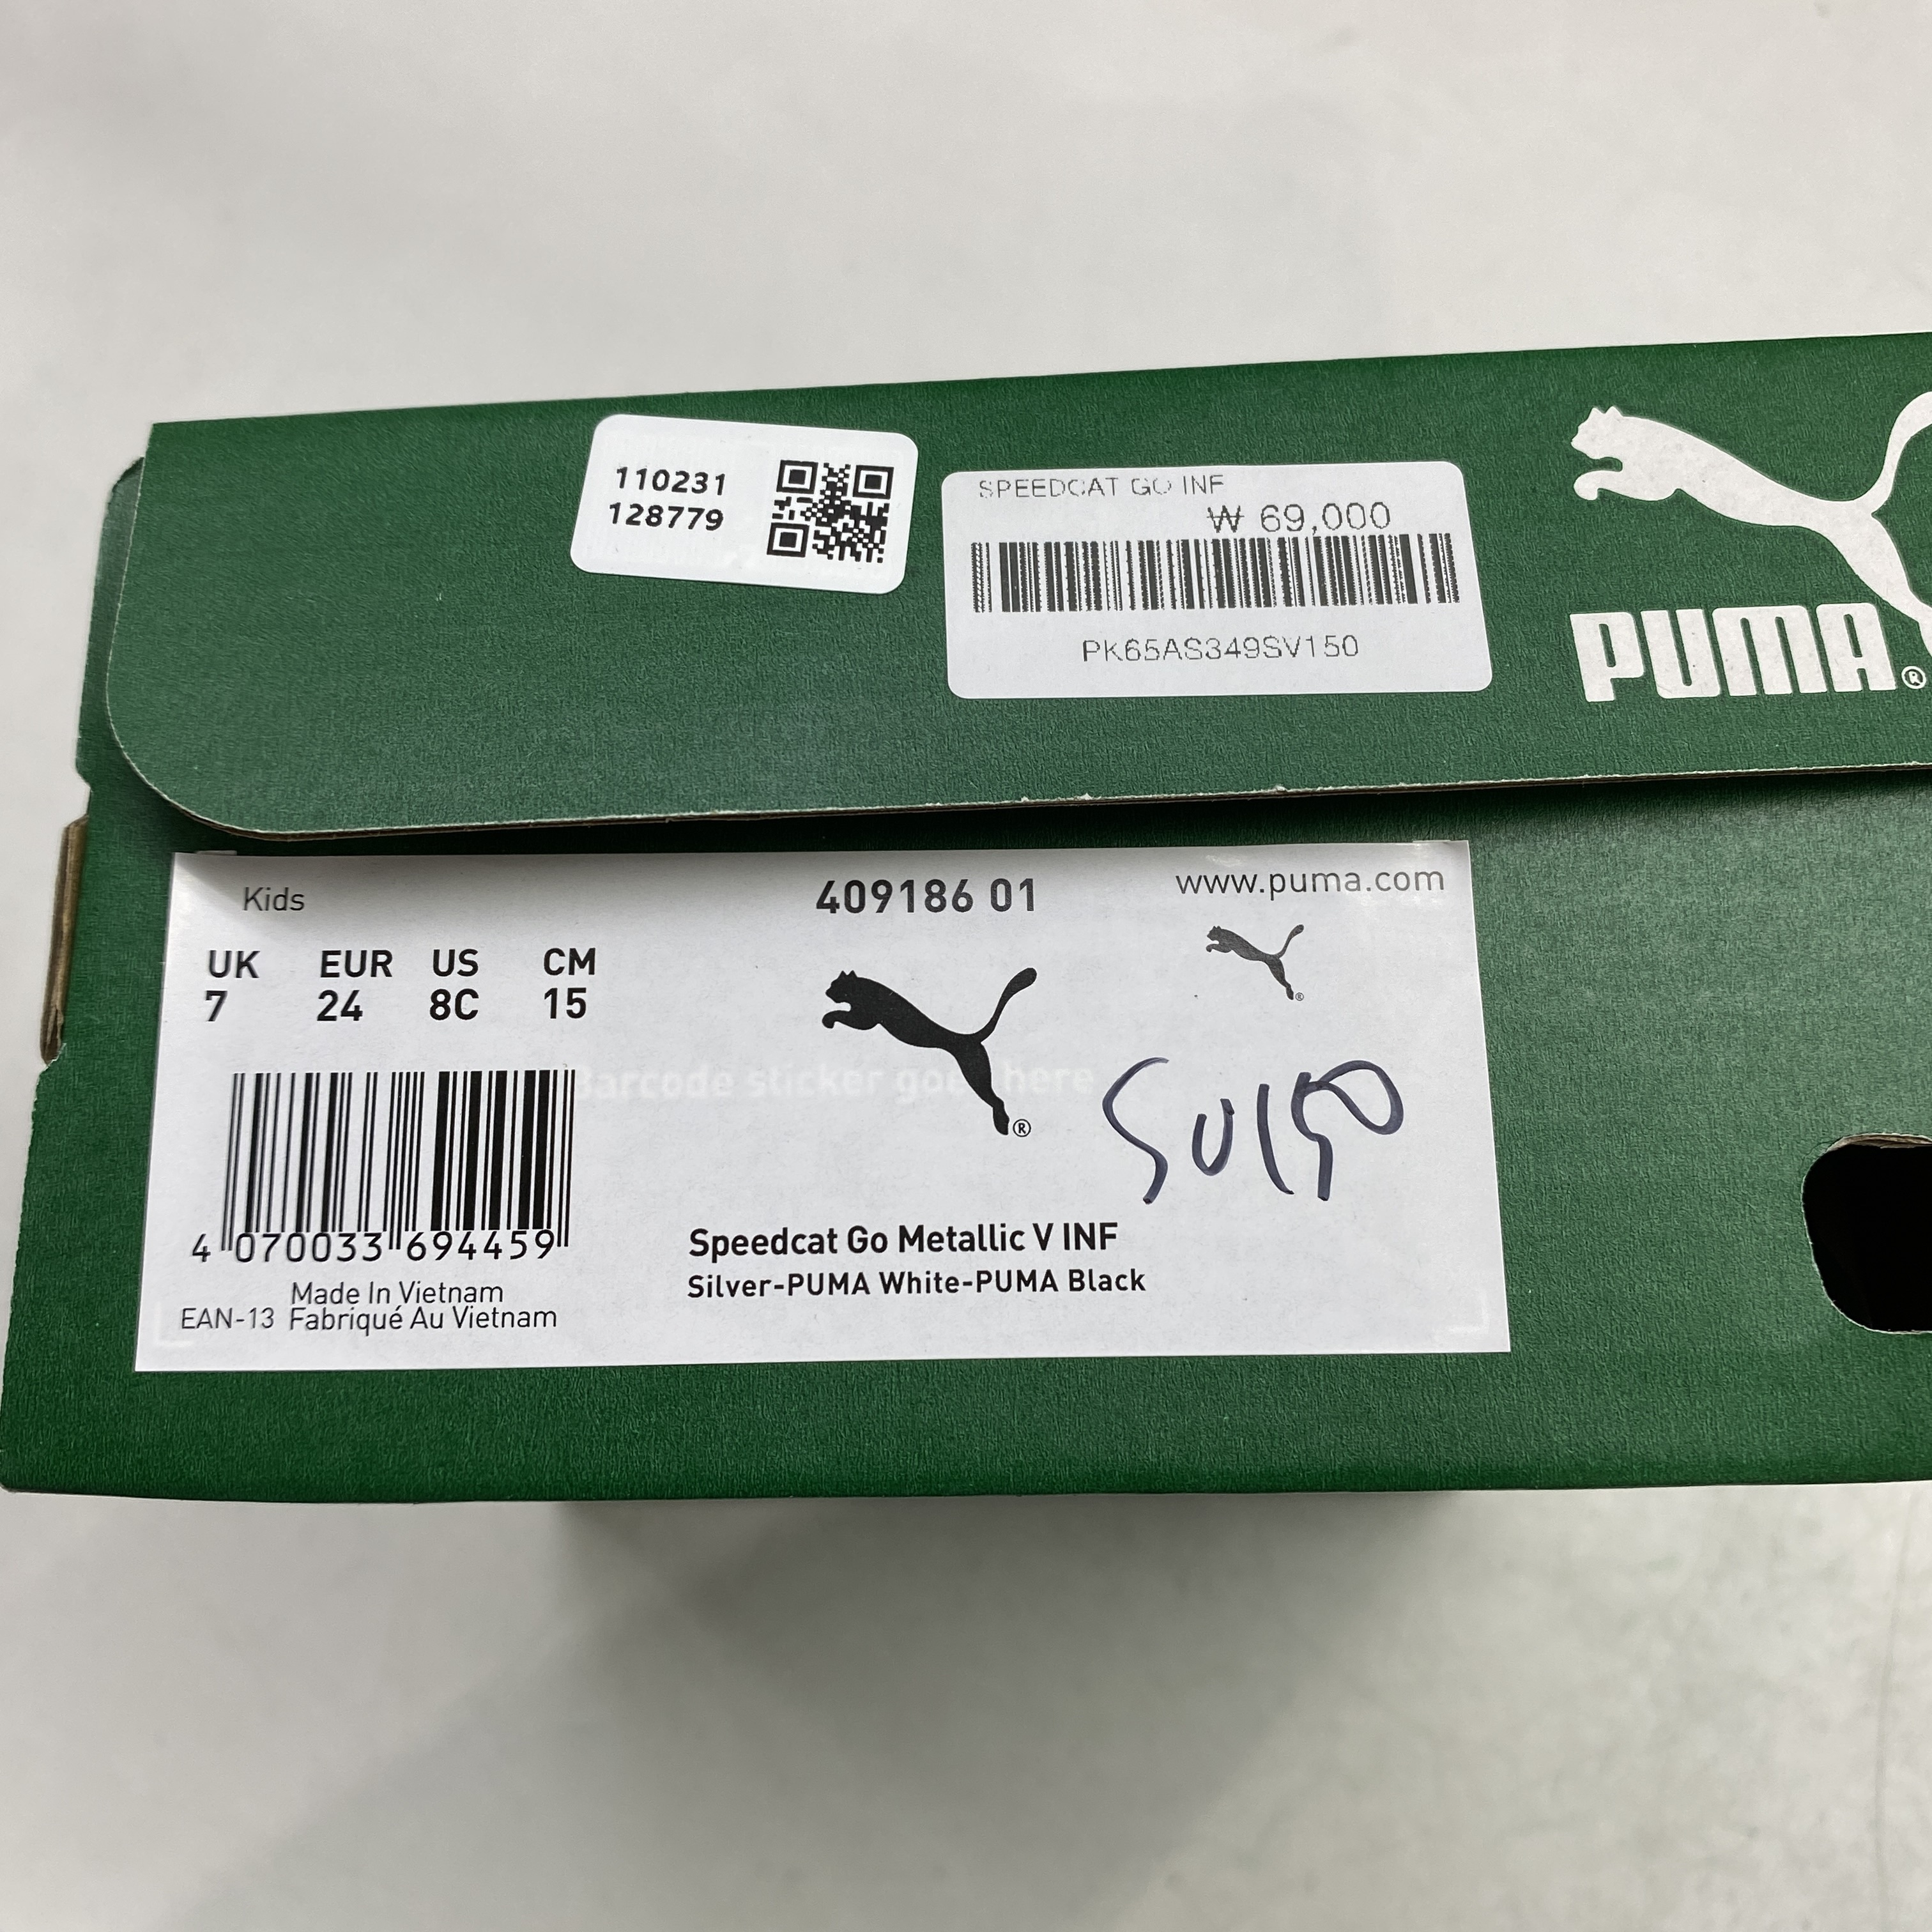 110231
128779
SPEEDCAT GO INF
₩ 69,000
PK65AS349SV150
PUMA®
Kids
409186 01
www.puma.com
UK EUR US CM
7 24 8C 15
Barcode sticker goes here
SV150
4 070033 694459
Made In Vietnam
EAN-13 Fabriqué Au Vietnam
Speedcat Go Metallic V INF
Silver-PUMA White-PUMA Black